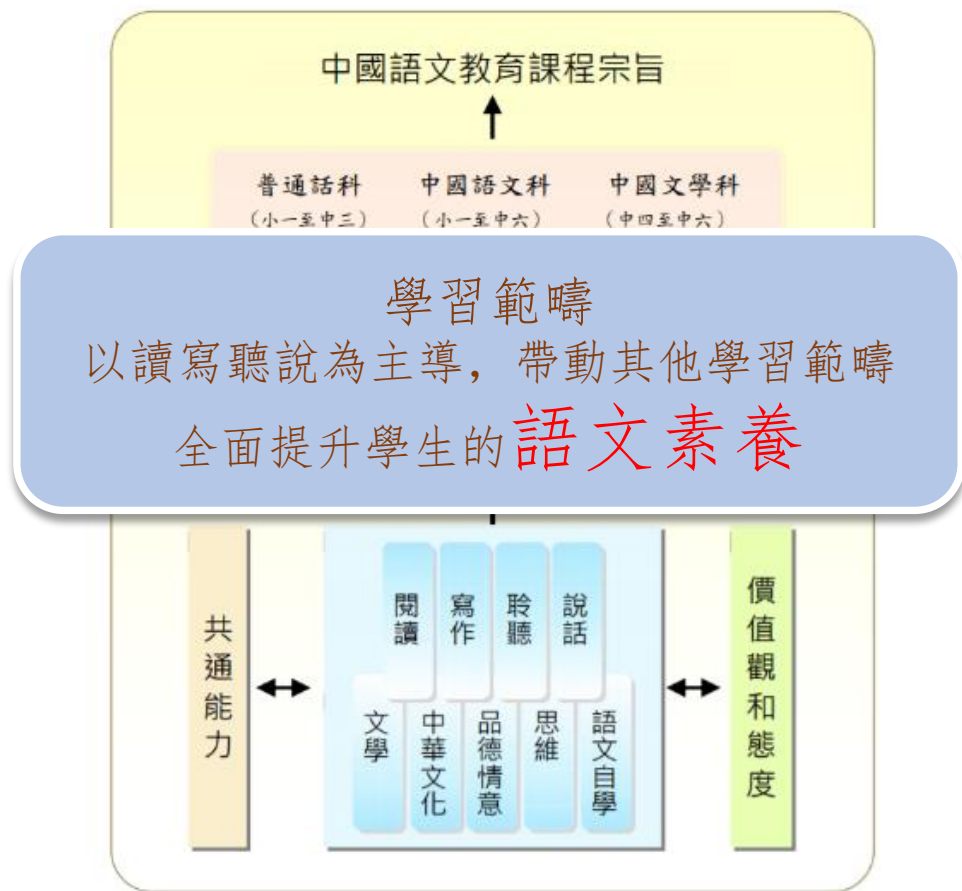 中國語文教育課程宗旨
普通話科 中國語文科 中國文學科
（小一至中三） （小一至中六） （中四至中六）
學習範疇
以讀寫聽說為主導，帶動其他學習範疇
全面提升學生的語文素養
共通能力
閱讀
寫作
聆聽
說話
文學
中華文化
品德情意
思維
語文自學
價值觀和態度